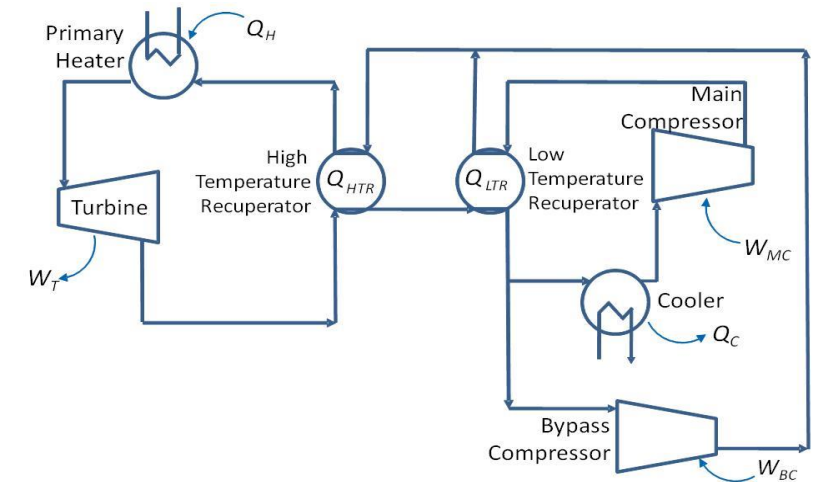 Primary
Heater
Q_H
Main
Compressor
High
Temperature
Recuperator
Q_HTR
Q_LTR
Low
Temperature
Recuperator
Turbine
W_T
W_MC
Cooler
Q_C
Bypass
Compressor
W_BC